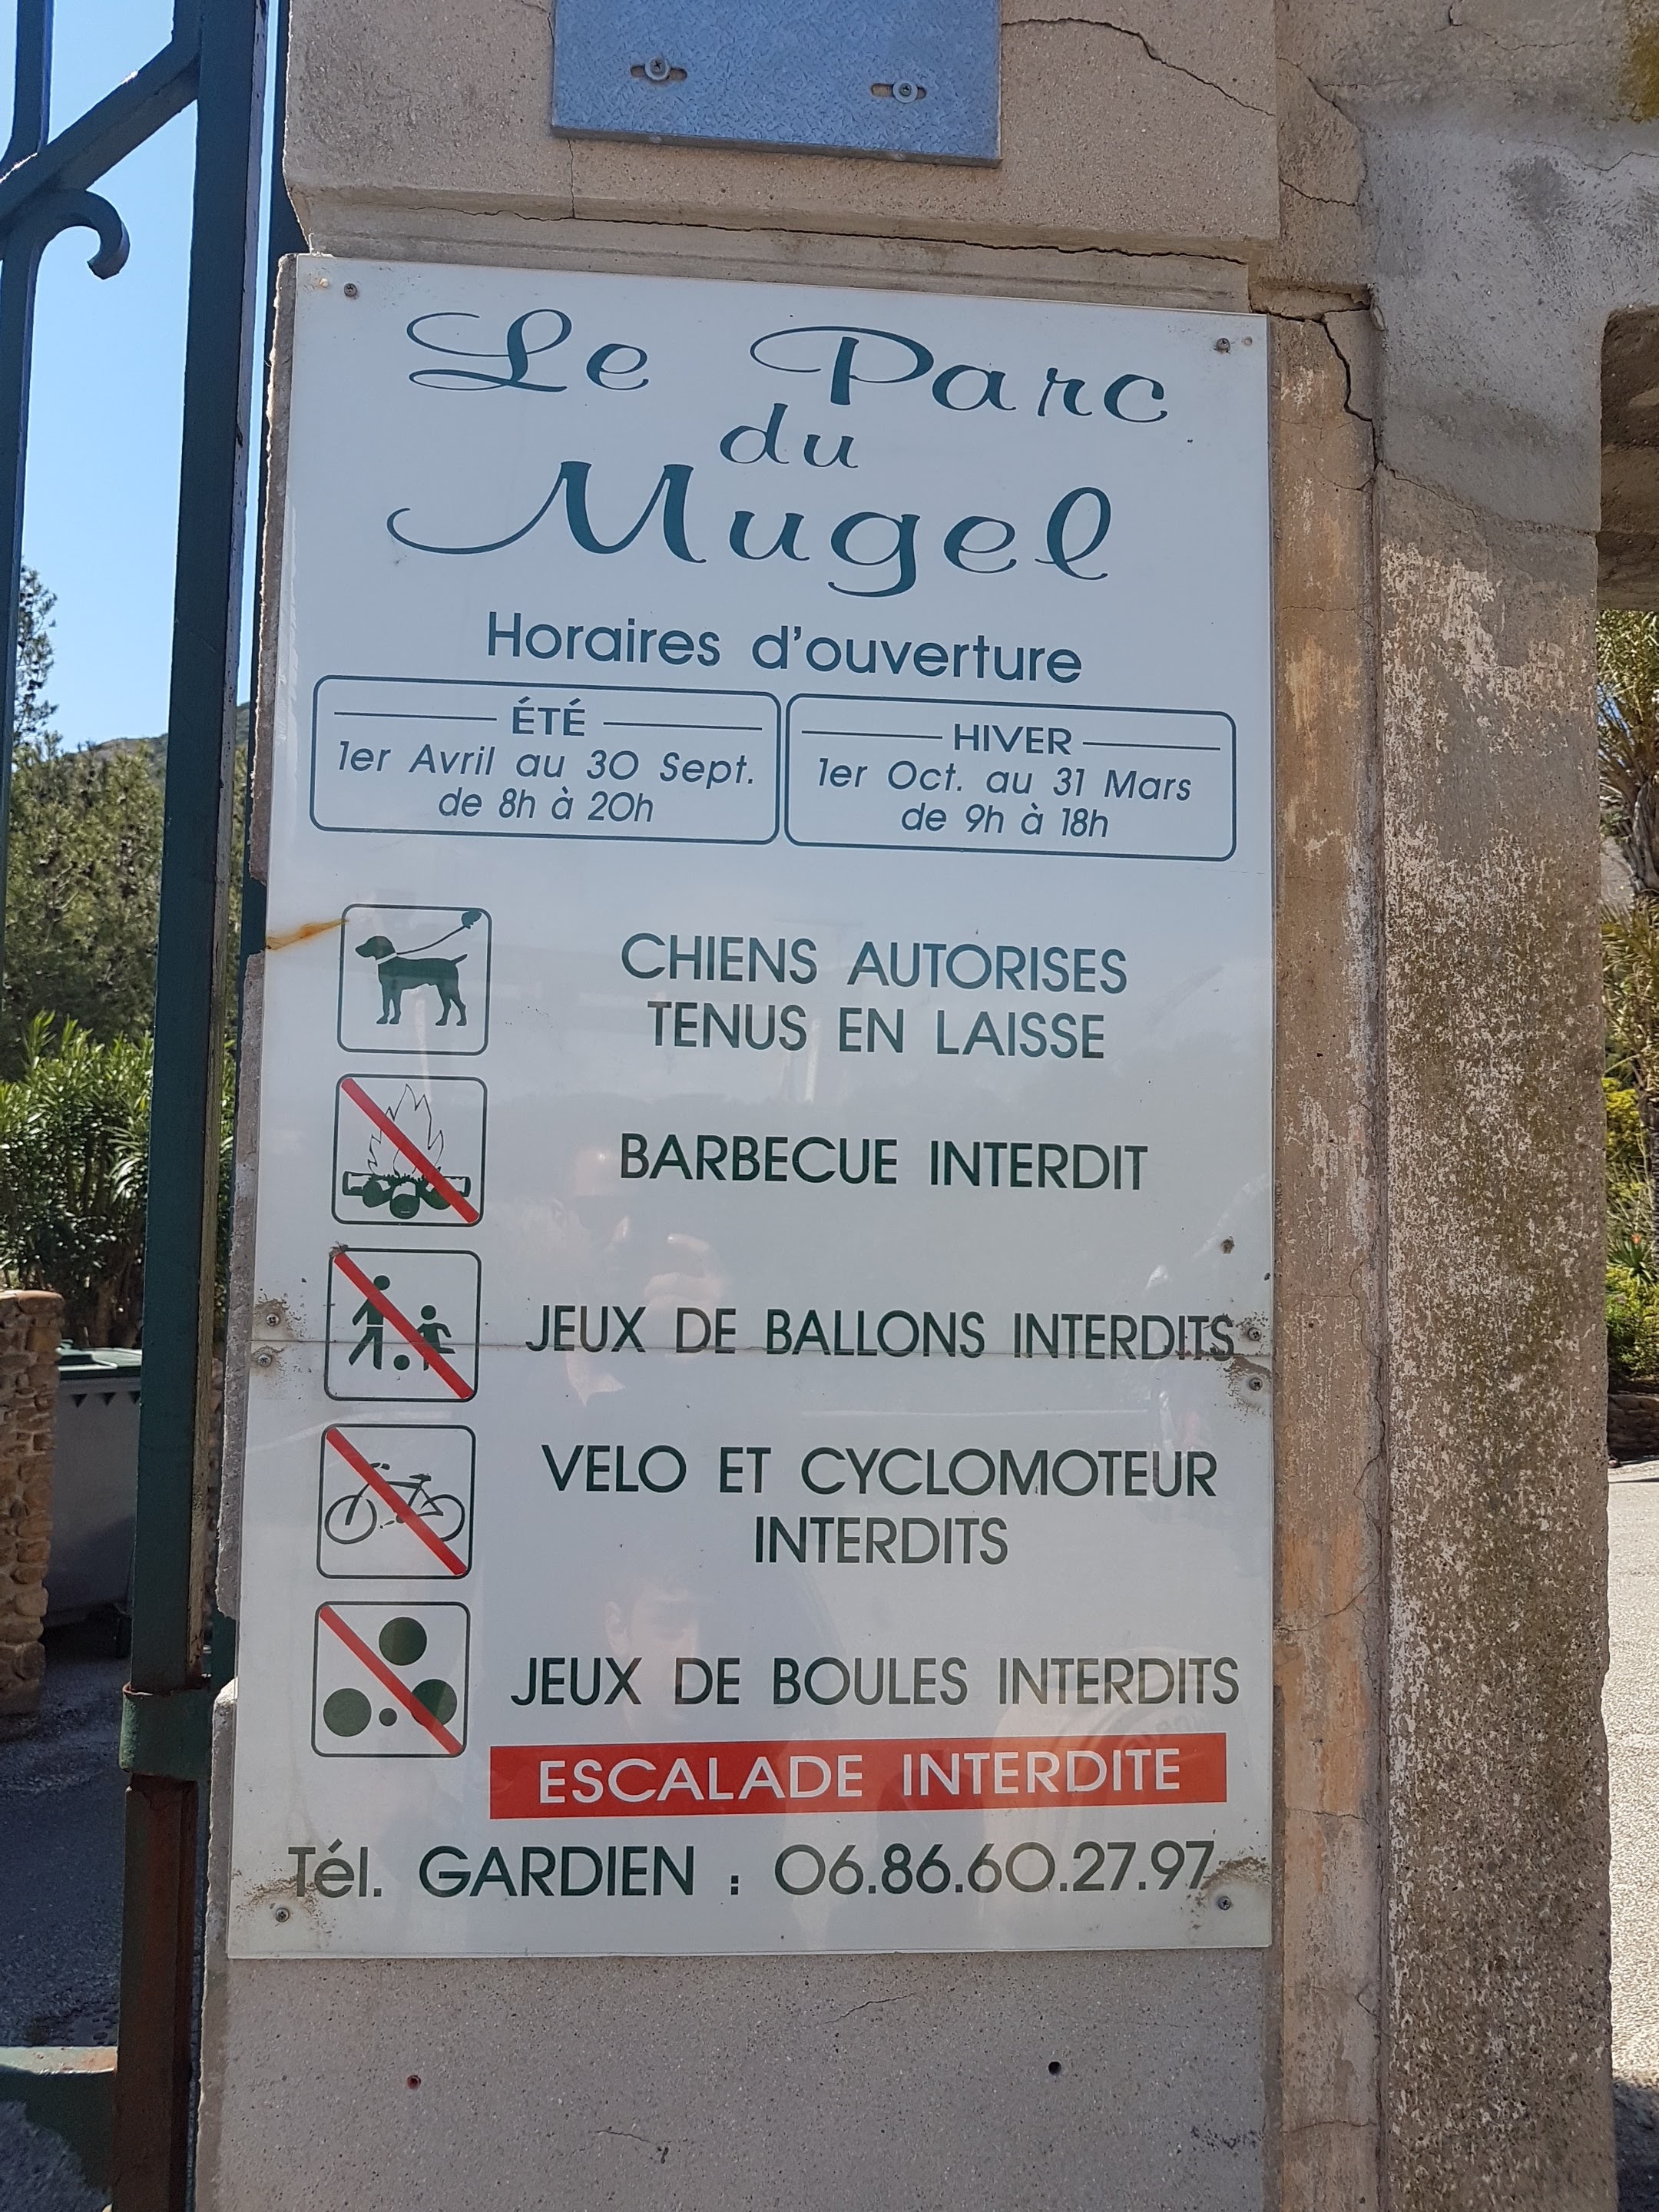 Le Parc
du
Mugel
Horaires d'ouverture
ÉTÉ
1er Avril au 30 Sept.
de 8h à 20h
HIVER
1er Oct. au 31 Mars
de 9h à 18h
CHIENS AUTORISES
TENUS EN LAISSE
BARBECUE INTERDIT
JEUX DE BALLONS INTERDITS
VELO ET CYCLOMOTEUR
INTERDITS
JEUX DE BOULES INTERDITS
ESCALADE INTERDITE
Tél. GARDIEN : 06.86.60.27.97